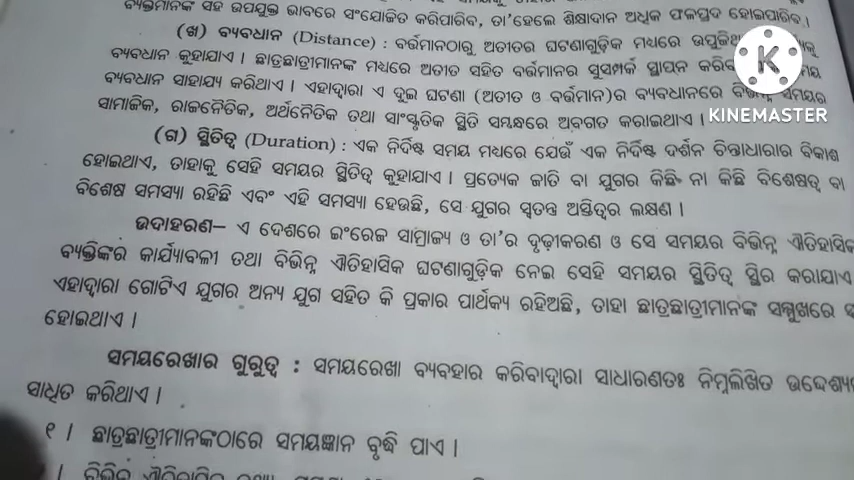 ବ୍ୟକ୍ତିମାନଙ୍କ ସହ ଉପଯୁକ୍ତ ଭାବରେ ସଂଯୋଜିତ କରିପାରିବ, ତା'ହେଲେ ଶିକ୍ଷାଦାନ ଅଧିକ ଫଳପ୍ରଦ ହୋଇପାରିବ।
(ଖ) ବ୍ୟବଧାନ (Distance) : ବର୍ତ୍ତମାନଠାରୁ ଅତୀତର ଘଟଣାଗୁଡ଼ିକ ମଧ୍ୟରେ
ବ୍ୟବଧାନ କୁହାଯାଏ। ଛାତ୍ରଛାତ୍ରୀମାନଙ୍କ ମଧ୍ୟରେ ଅତୀତ ସହିତ ବର୍ତ୍ତମାନର ସୁସମ୍ପର୍କ ସ୍ଥାପନ
ବ୍ୟବଧାନ ସାହାଯ୍ୟ କରିଥାଏ। ଏହାଦ୍ୱାରା ଏ ଦୁଇ ଘଟଣା (ଅତୀତ ଓ ବର୍ତ୍ତମାନ)ର ବ୍ୟବଧାନରେ ବିଭିନ୍ନ ସମୟର
ସାମାଜିକ, ରାଜନୈତିକ, ଅର୍ଥନୈତିକ ତଥା ସାଂସ୍କୃତିକ ସ୍ଥିତି ସମ୍ବନ୍ଧରେ ଅବଗତ କରାଇଥାଏ।
KINEMASTER
(ଗ) ସ୍ଥିତିତ୍ୱ (Duration) : ଏକ ନିର୍ଦ୍ଦିଷ୍ଟ ସମୟ ମଧ୍ୟରେ ଯେଉଁ ଏକ ନିର୍ଦ୍ଦିଷ୍ଟ ଦର୍ଶନ ଚିନ୍ତାଧାରାର ବିକାଶ
ହୋଇଥାଏ, ତାହାକୁ ସେହି ସମୟର ସ୍ଥିତିତ୍ୱ କୁହାଯାଏ। ପ୍ରତ୍ୟେକ ଜାତି ବା ଯୁଗର କିଛି ନା କିଛି ବିଶେଷତ୍ୱ ବା
ବିଶେଷ ସମସ୍ୟା ରହିଛି ଏବଂ ଏହି ସମସ୍ୟା ହେଉଛି, ସେ ଯୁଗର ସ୍ୱତନ୍ତ୍ର ଅସ୍ତିତ୍ୱର ଲକ୍ଷଣ।
ଉଦାହରଣ– ଏ ଦେଶରେ ଇଂରେଜ ସାମ୍ରାଜ୍ୟ ଓ ତା'ର ଦୃଢ଼ୀକରଣ ଓ ସେ ସମୟର ବିଭିନ୍ନ ଐତିହାସିକ
ବ୍ୟକ୍ତିଙ୍କର କାର୍ଯ୍ୟାବଳୀ ତଥା ବିଭିନ୍ନ ଐତିହାସିକ ଘଟଣାଗୁଡ଼ିକ ନେଇ ସେହି ସମୟର ସ୍ଥିତିତ୍ୱ ସ୍ଥିର କରାଯାଏ
ଏହାଦ୍ୱାରା ଗୋଟିଏ ଯୁଗର ଅନ୍ୟ ଯୁଗ ସହିତ କି ପ୍ରକାର ପାର୍ଥକ୍ୟ ରହିଅଛି, ତାହା ଛାତ୍ରଛାତ୍ରୀମାନଙ୍କ ସମ୍ମୁଖରେ
ହୋଇଥାଏ।
ସମୟରେଖାର ଗୁରୁତ୍ୱ : ସମୟରେଖା ବ୍ୟବହାର କରିବାଦ୍ୱାରା ସାଧାରଣତଃ ନିମ୍ନଲିଖିତ ଉଦ୍ଦେଶ୍ୟ
ସାଧିତ କରିଥାଏ।
୧। ଛାତ୍ରଛାତ୍ରୀମାନଙ୍କଠାରେ ସମୟଜ୍ଞାନ ବୃଦ୍ଧି ପାଏ।